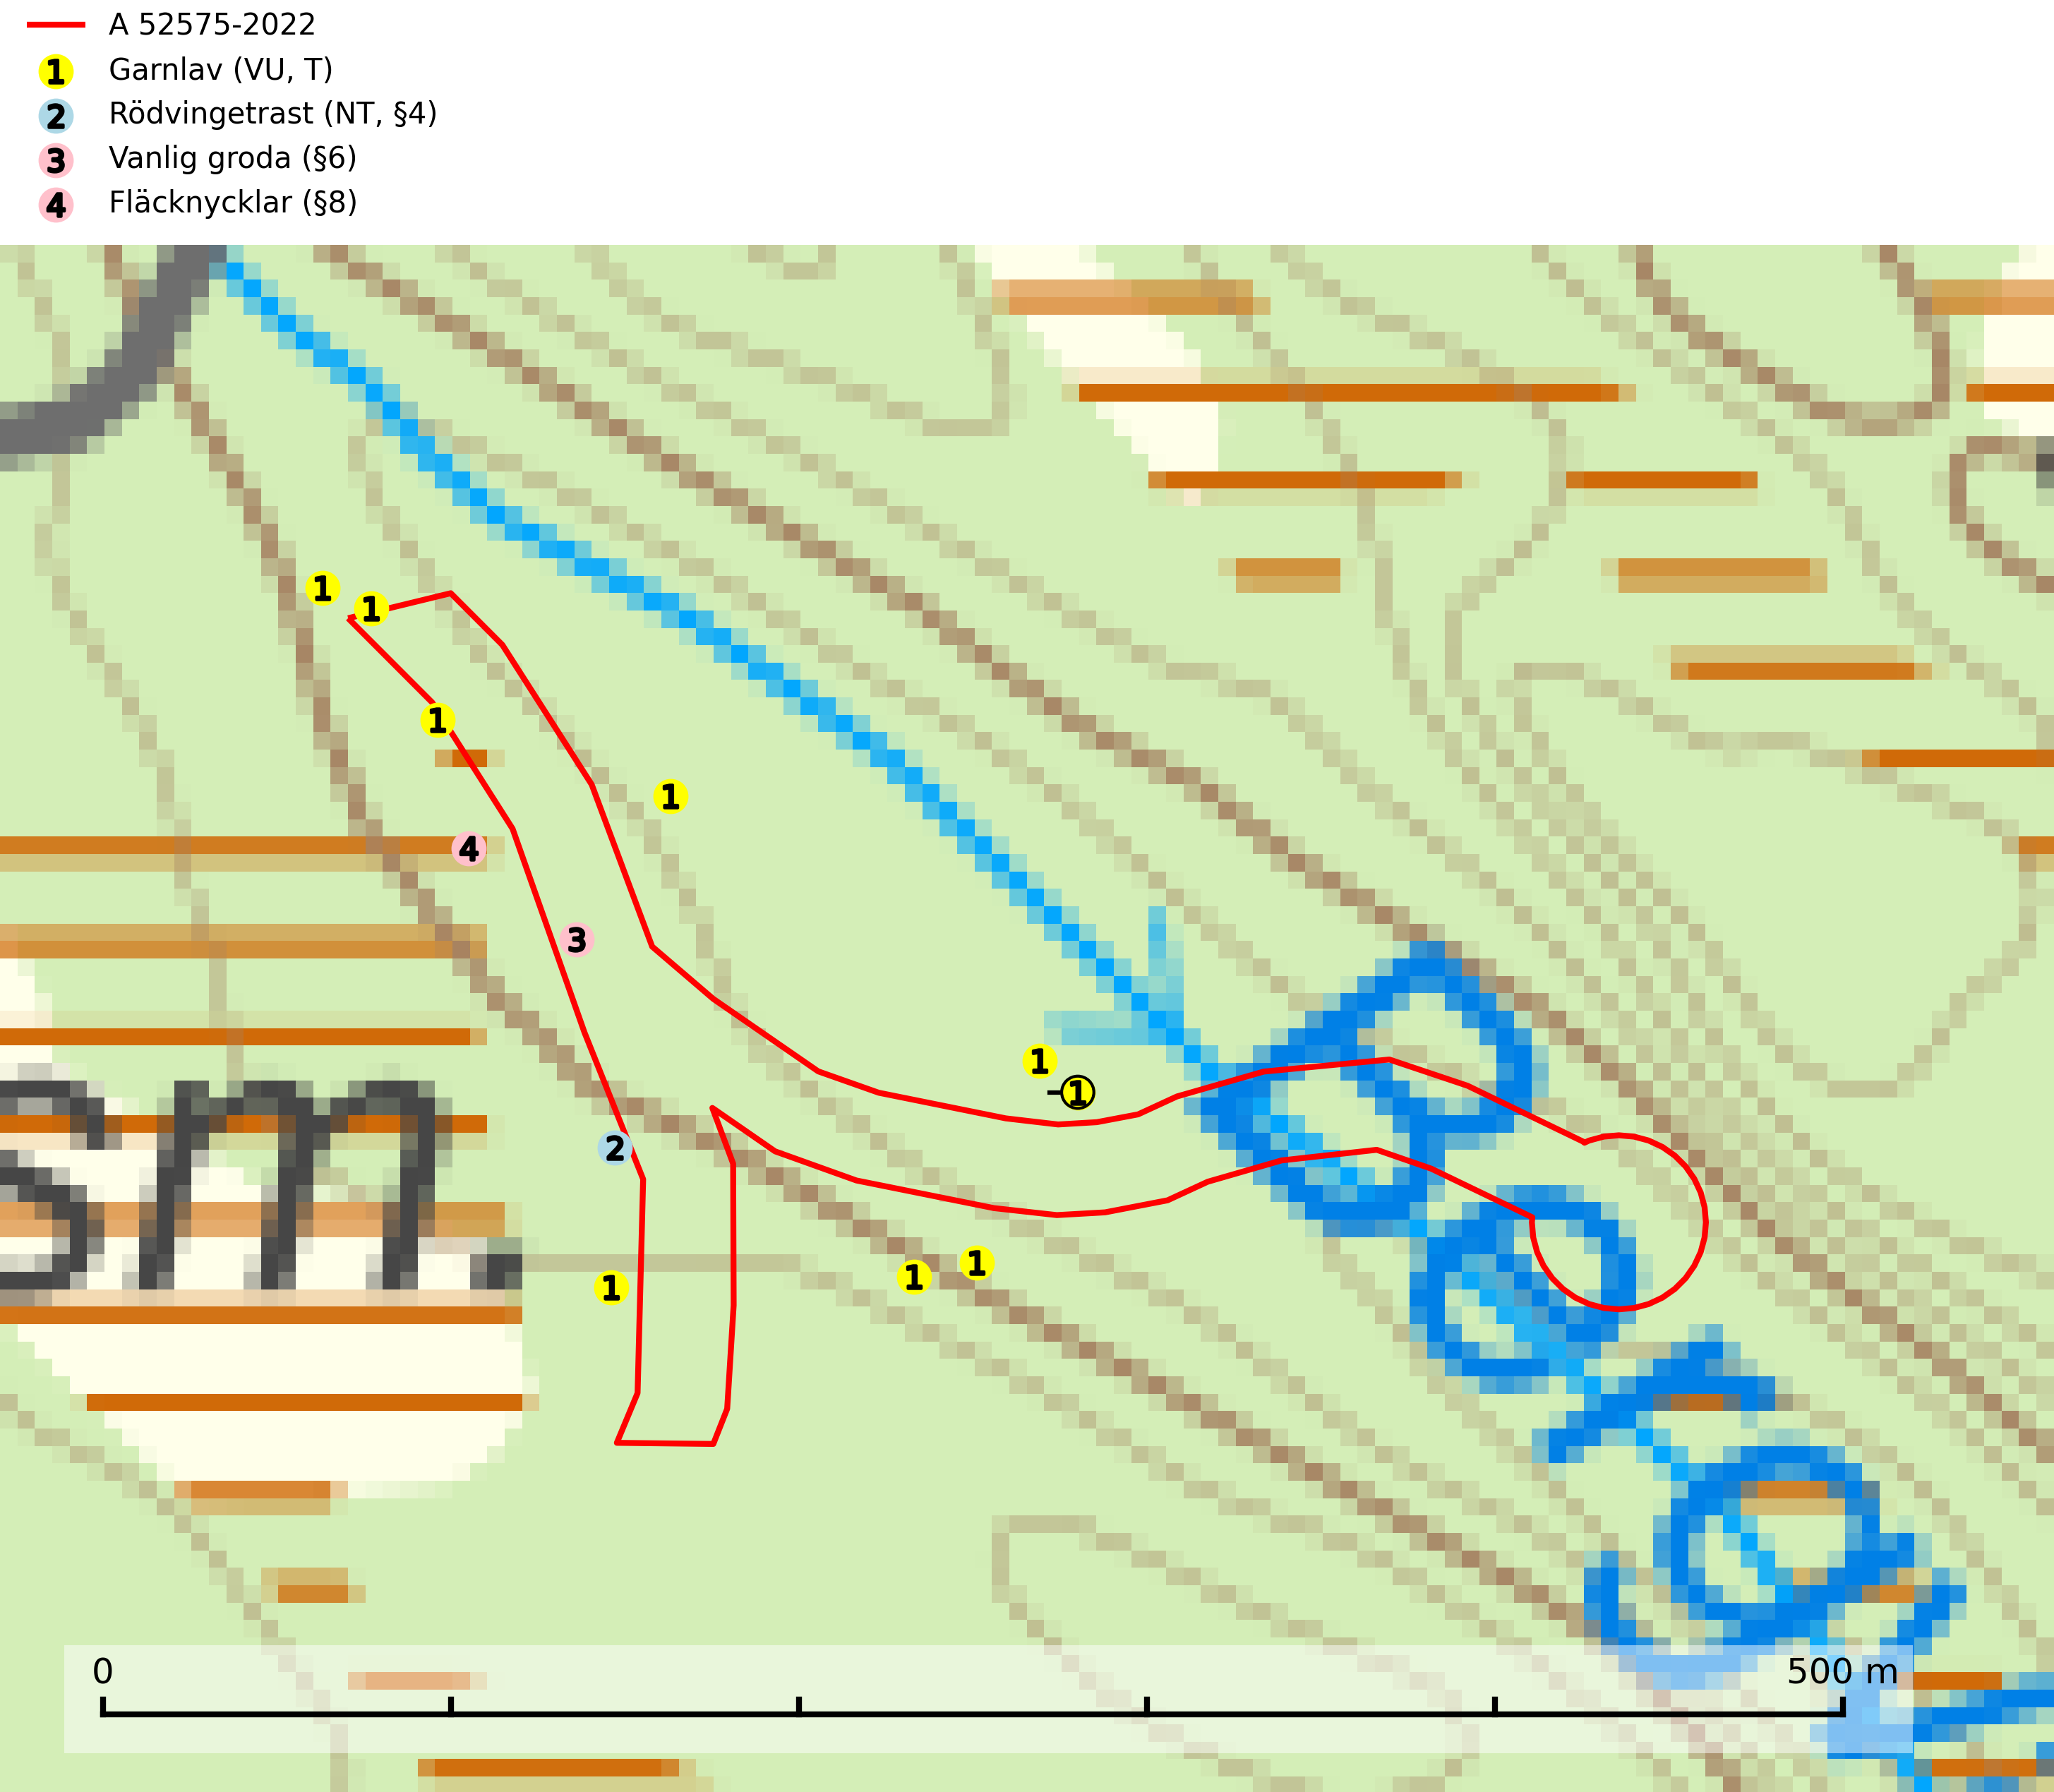 A 52575-2022
1 Garnlav (VU, T)
2 Rödvingetrast (NT, §4)
3 Vanlig groda (§6)
4 Fläcknycklar (§8)
1
1
1
1
4
3
1
1
2
1
1
1
0 500 m